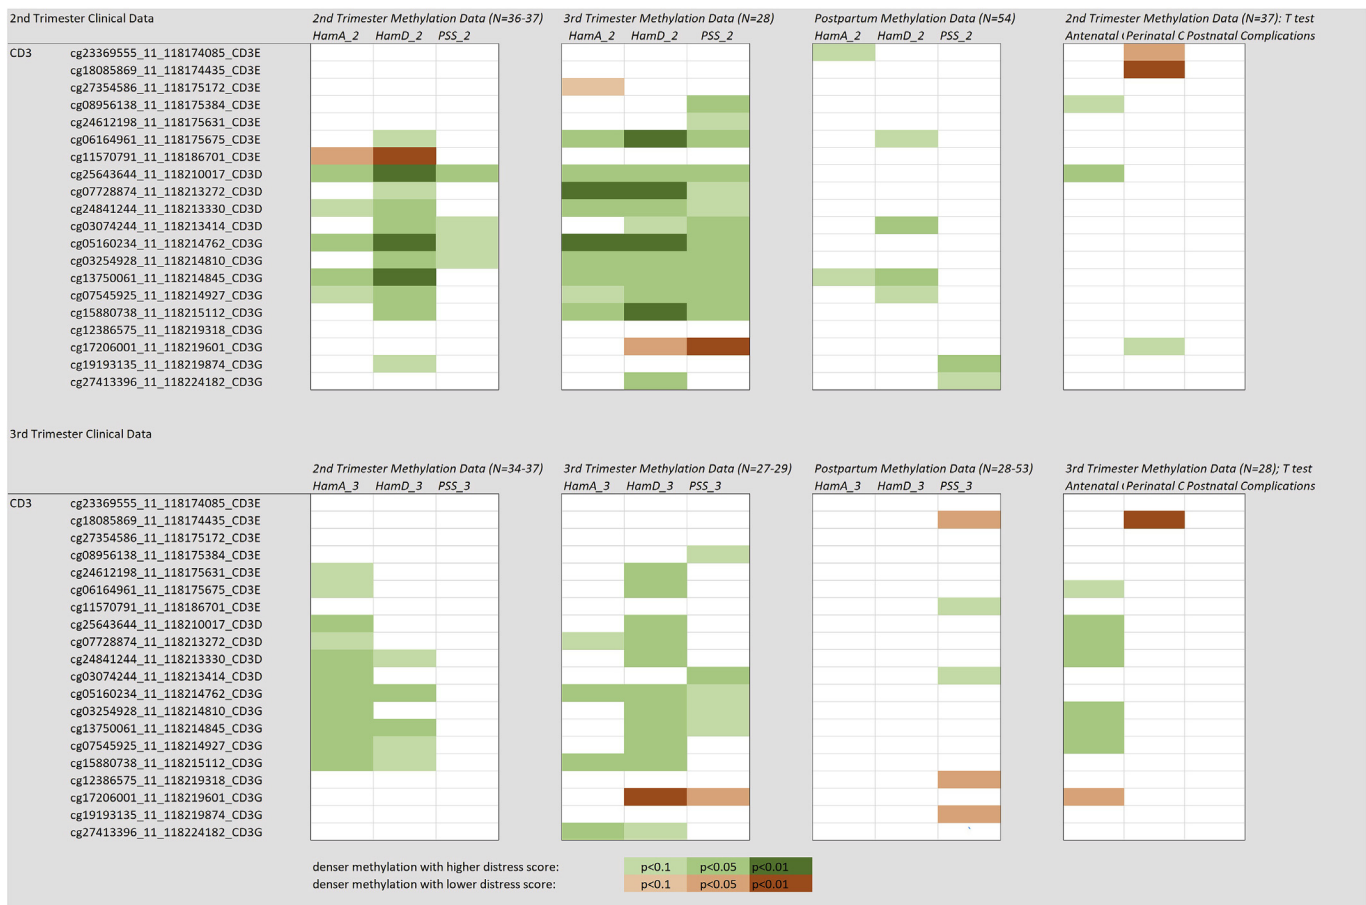 2nd Trimester Clinical Data 2nd Trimester Methylation Data (N=36-37) 3rd Trimester Methylation Data (N=28) Postpartum Methylation Data (N=54) 2nd Trimester Methylation Data (N=37): T test
HamA_2 HamD_2 PSS_2 HamA_2 HamD_2 PSS_2 HamA_2 HamD_2 PSS_2 Antenatal Perinatal C Postnatal Complications
CD3 cg23369555_11_118174085_CD3E
cg18085869_11_118174435_CD3E
cg27354586_11_118175172_CD3E
cg08956138_11_118175384_CD3E
cg24612198_11_118175631_CD3E
cg06164961_11_118175675_CD3E
cg11570791_11_118186701_CD3E
cg25643644_11_118210017_CD3D
cg07728874_11_118213272_CD3D
cg24841244_11_118213330_CD3D
cg03074244_11_118213414_CD3D
cg05160234_11_118214762_CD3G
cg03254928_11_118214810_CD3G
cg13750061_11_118214845_CD3G
cg07545925_11_118214927_CD3G
cg15880738_11_118215112_CD3G
cg12386575_11_118219318_CD3G
cg17206001_11_118219601_CD3G
cg19193135_11_118219874_CD3G
cg27413396_11_118224182_CD3G
3rd Trimester Clinical Data
2nd Trimester Methylation Data (N=34-37) 3rd Trimester Methylation Data (N=27-29) Postpartum Methylation Data (N=28-53) 3rd Trimester Methylation Data (N=28); T test
HamA_3 HamD_3 PSS_3 HamA_3 HamD_3 PSS_3 HamA_3 HamD_3 PSS_3 Antenatal Perinatal C Postnatal Complications
CD3 cg23369555_11_118174085_CD3E
cg18085869_11_118174435_CD3E
cg27354586_11_118175172_CD3E
cg08956138_11_118175384_CD3E
cg24612198_11_118175631_CD3E
cg06164961_11_118175675_CD3E
cg11570791_11_118186701_CD3E
cg25643644_11_118210017_CD3D
cg07728874_11_118213272_CD3D
cg24841244_11_118213330_CD3D
cg03074244_11_118213414_CD3D
cg05160234_11_118214762_CD3G
cg03254928_11_118214810_CD3G
cg13750061_11_118214845_CD3G
cg07545925_11_118214927_CD3G
cg15880738_11_118215112_CD3G
cg12386575_11_118219318_CD3G
cg17206001_11_118219601_CD3G
cg19193135_11_118219874_CD3G
cg27413396_11_118224182_CD3G
denser methylation with higher distress score: p<0.1 p<0.05 p<0.01
denser methylation with lower distress score: p<0.1 p<0.05 p<0.01